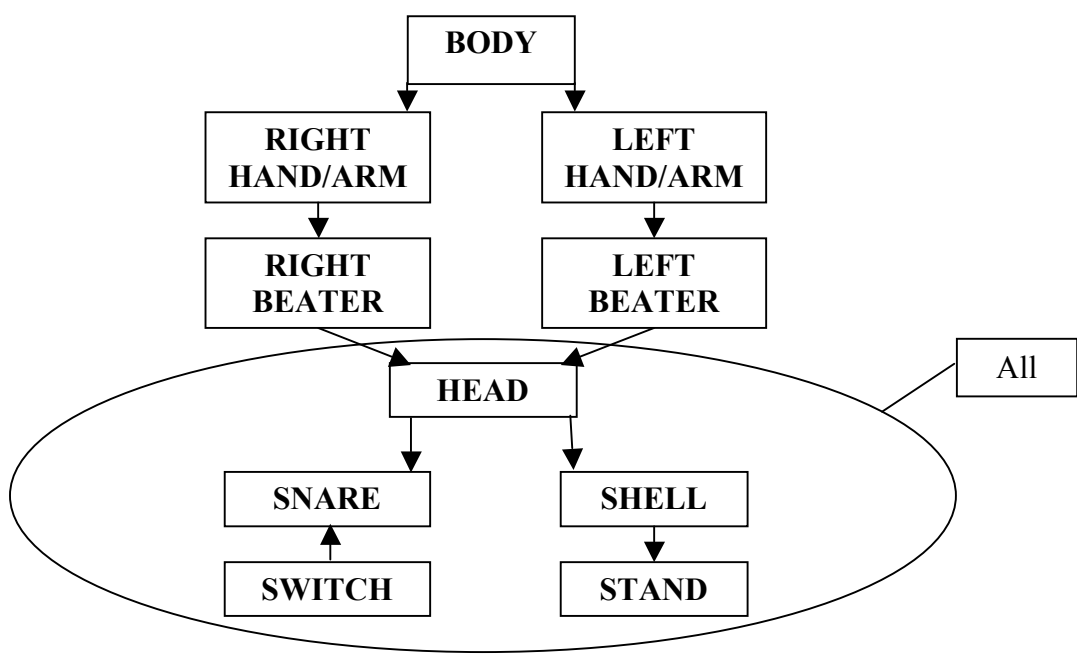 BODY
RIGHT
HAND/ARM
LEFT
HAND/ARM
RIGHT
BEATER
LEFT
BEATER
All
HEAD
SNARE
SHELL
SWITCH
STAND